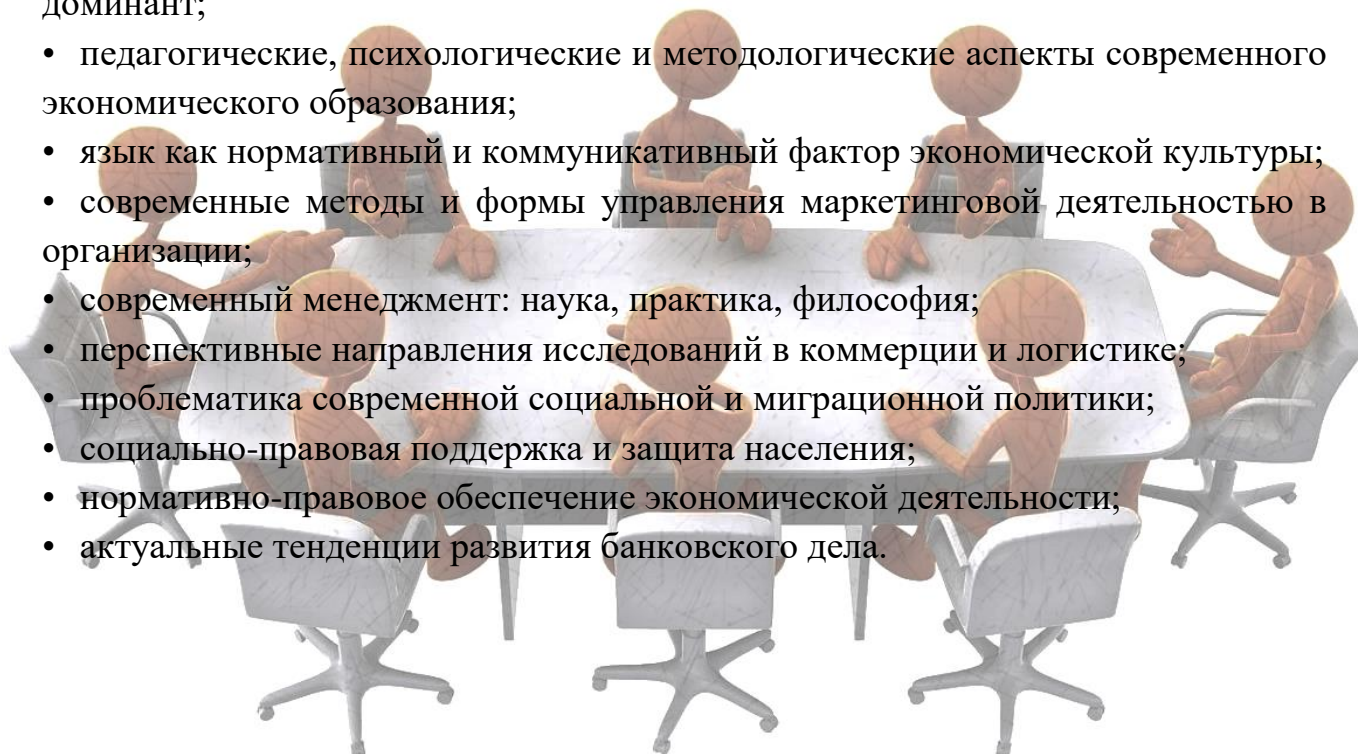 доминант;
• педагогические, психологические и методологические аспекты современного
экономического образования;
• язык как нормативный и коммуникативный фактор экономической культуры;
• современные методы и формы управления маркетинговой деятельностью в
организации;
• современный менеджмент: наука, практика, философия;
• перспективные направления исследований в коммерции и логистике;
• проблематика современной социальной и миграционной политики;
• социально-правовая поддержка и защита населения;
• нормативно-правовое обеспечение экономической деятельности;
• актуальные тенденции развития банковского дела.